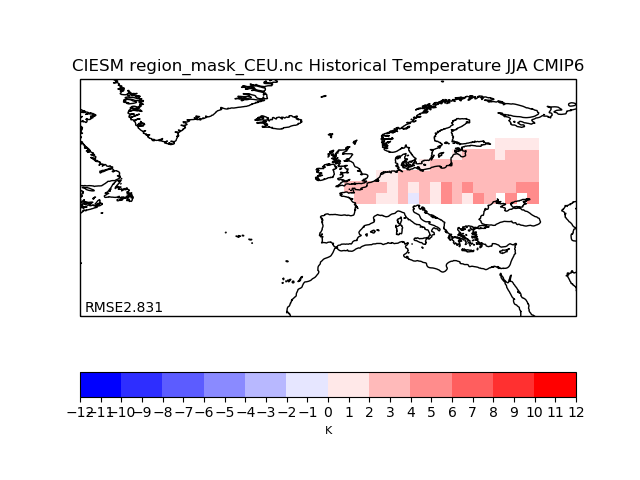 CIESM region_mask_CEU.nc Historical Temperature JJA CMIP6
RMSE2.831
−12 −11 −10 −9 −8 −7 −6 −5 −4 −3 −2 −1 0 1 2 3 4 5 6 7 8 9 10 11 12
K